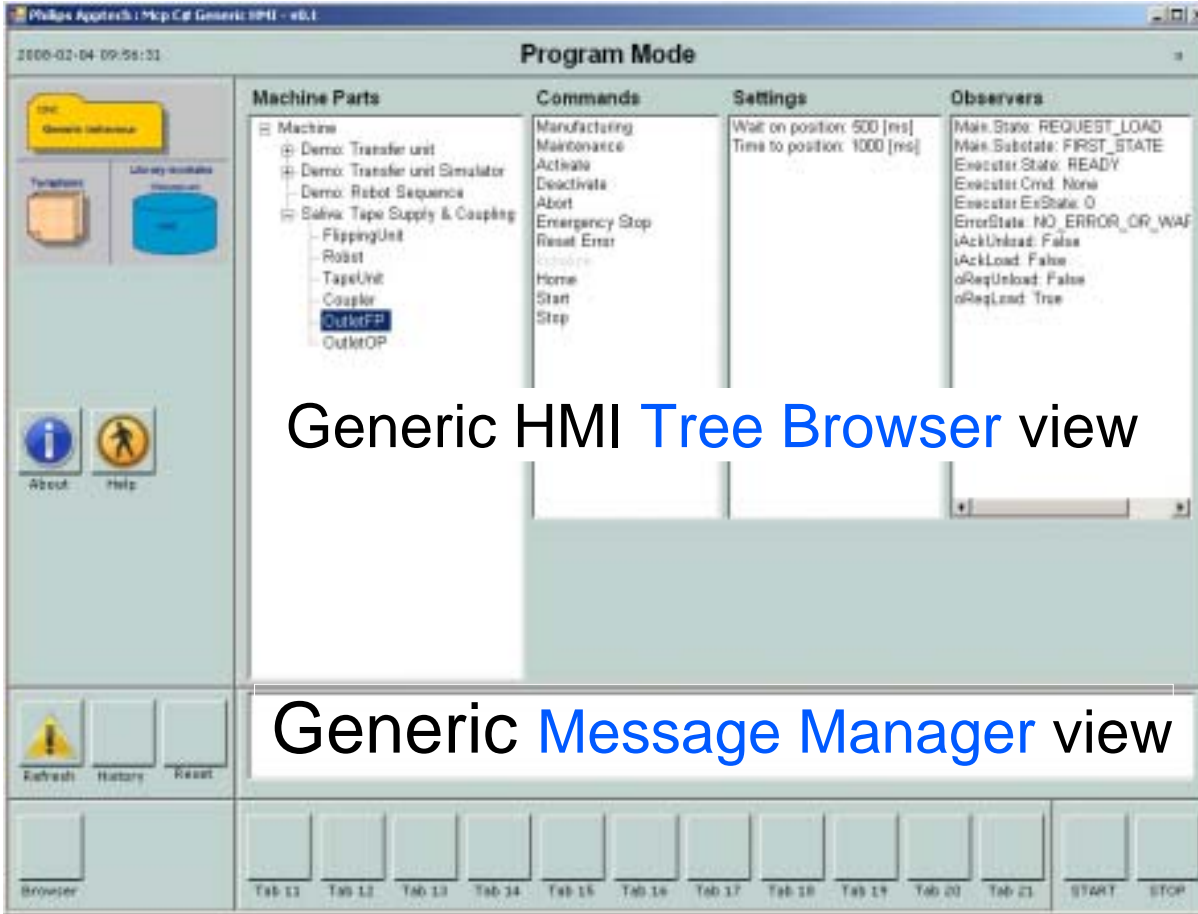 Philips Apptech : Mcp C# Generic HMI - v0.1
2008-02-04 09:56:31
Program Mode
Generic behaviour
Templates
Library modules
Machine Parts
Machine
Demo: Transfer unit
Demo: Transfer unit Simulator
Demo: Robot Sequence
Saliva: Tape Supply & Coupling
FlippingUnit
Robot
TapeUnit
Coupler
OutletFP
OutletOP
Commands
Manufacturing
Maintenance
Activate
Deactivate
Abort
Emergency Stop
Reset Error
Home
Start
Stop
Settings
Wait on position: 500 [ms]
Time to position: 1000 [ms]
Observers
Main.State: REQUEST_LOAD
Main.Substate: FIRST_STATE
Executor.State: READY
Executor.Cmd: None
Executor.ExState: 0
ErrorState: NO_ERROR_OR_WAR
iAckUnload: False
iAckLoad: False
oReqUnload: False
oReqLoad: True
Generic HMI Tree Browser view
About
Help
Generic Message Manager view
Refresh
History
Reset
Browser
Tab 11
Tab 12
Tab 13
Tab 14
Tab 15
Tab 16
Tab 17
Tab 18
Tab 19
Tab 20
Tab 21
START
STOP